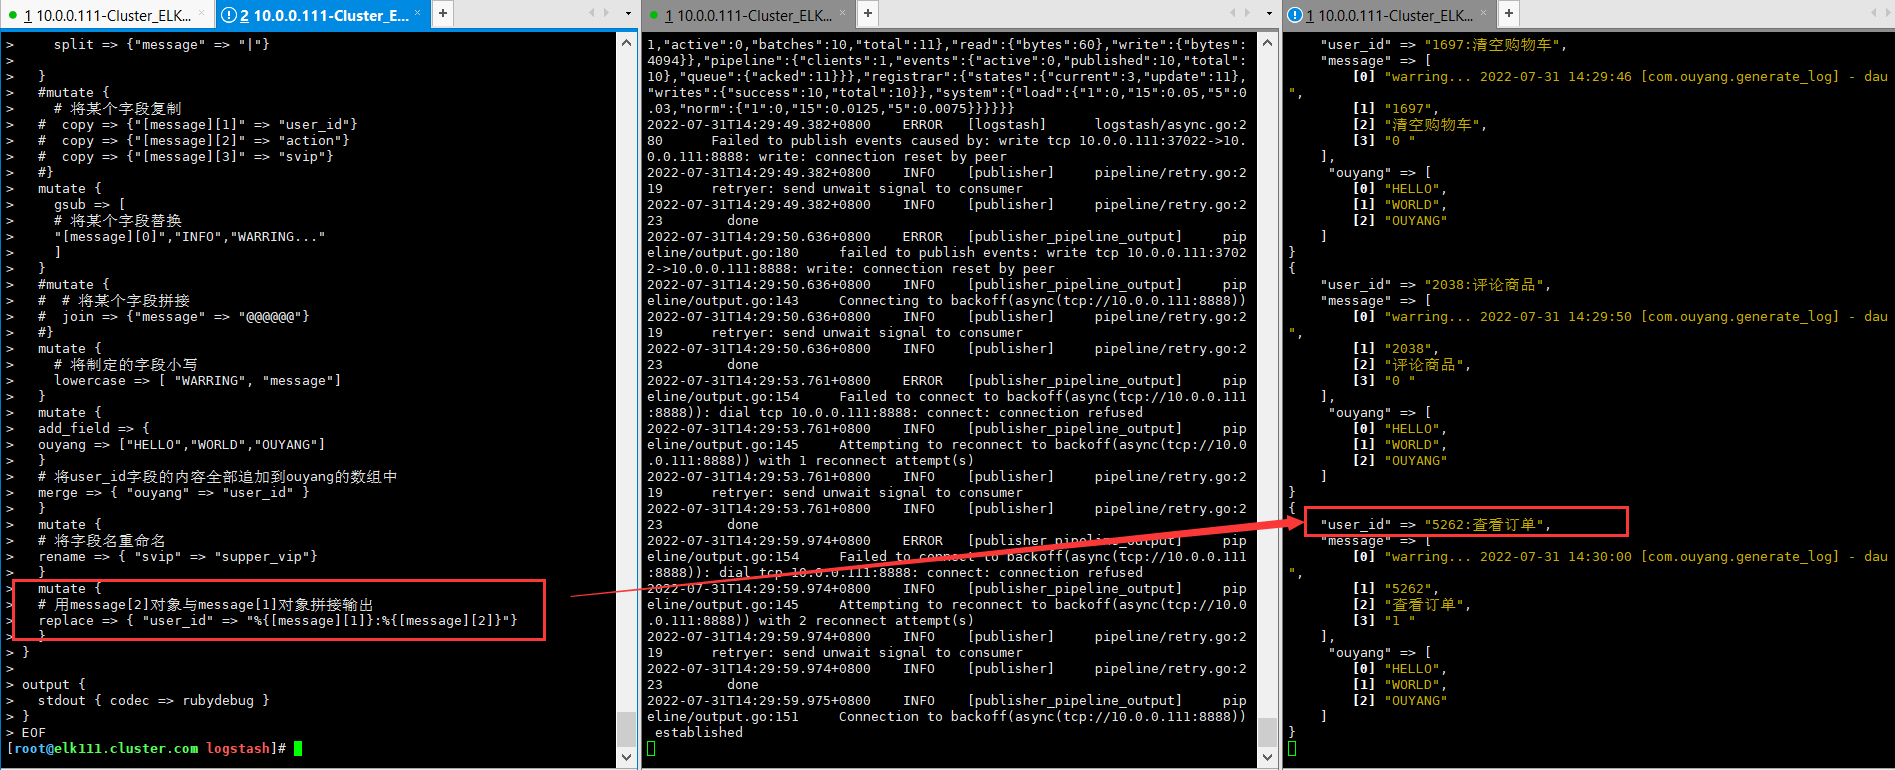 1 10.0.0.111-Cluster_ELK...
2 10.0.0.111-Cluster_E...
>     split => {"message" => "|"}
>
>   }
>   #mutate {
>     # 将某个字段复制
>   #  copy => {"[message][1]" => "user_id"}
>   #  copy => {"[message][2]" => "action"}
>   #  copy => {"[message][3]" => "svip"}
>   #}
>   mutate {
>     gsub => [
>     # 将某个字段替换
>     "[message][0]","INFO","WARRING..."
>     ]
>   }
>   #mutate {
>   #  # 将某个字段拼接
>   #  join => {"message" => "@@@@@@"}
>   #}
>   mutate {
>     # 将制定的字段小写
>     lowercase => [ "WARRING", "message"]
>   }
>   mutate {
>   add_field => {
>   ouyang => ["HELLO","WORLD","OUYANG"]
>   }
>   # 将user_id字段的内容全部追加到ouyang的数组中
>   merge => { "ouyang" => "user_id" }
>   }
>   mutate {
>   # 将字段名重命名
>   rename => { "svip" => "supper_vip"}
>   }
>   mutate {
>   # 用message[2]对象与message[1]对象拼接输出
>   replace => { "user_id" => "%{[message][1]}:%{[message][2]}"}
>   }
> }
>
> output {
>   stdout { codec => rubydebug }
> }
> EOF
[root@elk111.cluster.com logstash]#
1 10.0.0.111-Cluster_ELK...
1,"active":0,"batches":10,"total":11},"read":{"bytes":60},"write":{"bytes":
4094}},"pipeline":{"clients":1,"events":{"active":0,"published":10,"total":
10},"queue":{"acked":11}}},"registrar":{"states":{"current":3,"update":11},
"writes":{"success":10,"total":10}},"system":{"load":{"1":0,"15":0.05,"5":0
.03,"norm":{"1":0,"15":0.0125,"5":0.0075}}}}}}
2022-07-31T14:29:49.382+0800    ERROR   [logstash]      logstash/async.go:2
80      Failed to publish events caused by: write tcp 10.0.0.111:37022->10.
0.0.111:8888: write: connection reset by peer
2022-07-31T14:29:49.382+0800    INFO    [publisher]     pipeline/retry.go:2
19      retryer: send unwait signal to consumer
2022-07-31T14:29:49.382+0800    INFO    [publisher]     pipeline/retry.go:2
23        done
2022-07-31T14:29:50.636+0800    ERROR   [publisher_pipeline_output]     pip
eline/output.go:180     failed to publish events: write tcp 10.0.0.111:3702
2->10.0.0.111:8888: write: connection reset by peer
2022-07-31T14:29:50.636+0800    INFO    [publisher_pipeline_output]     pip
eline/output.go:143     Connecting to backoff(async(tcp://10.0.0.111:8888))
2022-07-31T14:29:50.636+0800    INFO    [publisher]     pipeline/retry.go:2
19      retryer: send unwait signal to consumer
2022-07-31T14:29:50.636+0800    INFO    [publisher]     pipeline/retry.go:2
23        done
2022-07-31T14:29:53.761+0800    ERROR   [publisher_pipeline_output]     pip
eline/output.go:154     Failed to connect to backoff(async(tcp://10.0.0.111
:8888)): dial tcp 10.0.0.111:8888: connect: connection refused
2022-07-31T14:29:53.761+0800    INFO    [publisher_pipeline_output]     pip
eline/output.go:145     Attempting to reconnect to backoff(async(tcp://10.0
.0.111:8888)) with 1 reconnect attempt(s)
2022-07-31T14:29:53.761+0800    INFO    [publisher]     pipeline/retry.go:2
19      retryer: send unwait signal to consumer
2022-07-31T14:29:53.761+0800    INFO    [publisher]     pipeline/retry.go:2
23        done
2022-07-31T14:29:59.974+0800    ERROR   [publisher_pipeline_output]     pip
eline/output.go:154     Failed to connect to backoff(async(tcp://10.0.0.111
:8888)): dial tcp 10.0.0.111:8888: connect: connection refused
2022-07-31T14:29:59.974+0800    INFO    [publisher_pipeline_output]     pip
eline/output.go:145     Attempting to reconnect to backoff(async(tcp://10.0
.0.111:8888)) with 2 reconnect attempt(s)
2022-07-31T14:29:59.974+0800    INFO    [publisher]     pipeline/retry.go:2
19      retryer: send unwait signal to consumer
2022-07-31T14:29:59.974+0800    INFO    [publisher]     pipeline/retry.go:2
23        done
2022-07-31T14:29:59.975+0800    INFO    [publisher_pipeline_output]     pip
eline/output.go:151     Connection to backoff(async(tcp://10.0.0.111:8888))
 established
1 10.0.0.111-Cluster_ELK...
    "user_id" => "1697:清空购物车",
    "message" => [
        [0] "warring... 2022-07-31 14:29:46 [com.ouyang.generate_log] - dau
",
        [1] "1697",
        [2] "清空购物车",
        [3] "0 "
    ],
     "ouyang" => [
        [0] "HELLO",
        [1] "WORLD",
        [2] "OUYANG"
    ]
}
{
    "user_id" => "2038:评论商品",
    "message" => [
        [0] "warring... 2022-07-31 14:29:50 [com.ouyang.generate_log] - dau
",
        [1] "2038",
        [2] "评论商品",
        [3] "0 "
    ],
     "ouyang" => [
        [0] "HELLO",
        [1] "WORLD",
        [2] "OUYANG"
    ]
}
{
    "user_id" => "5262:查看订单",
    "message" => [
        [0] "warring... 2022-07-31 14:30:00 [com.ouyang.generate_log] - dau
",
        [1] "5262",
        [2] "查看订单",
        [3] "1 "
    ],
     "ouyang" => [
        [0] "HELLO",
        [1] "WORLD",
        [2] "OUYANG"
    ]
}